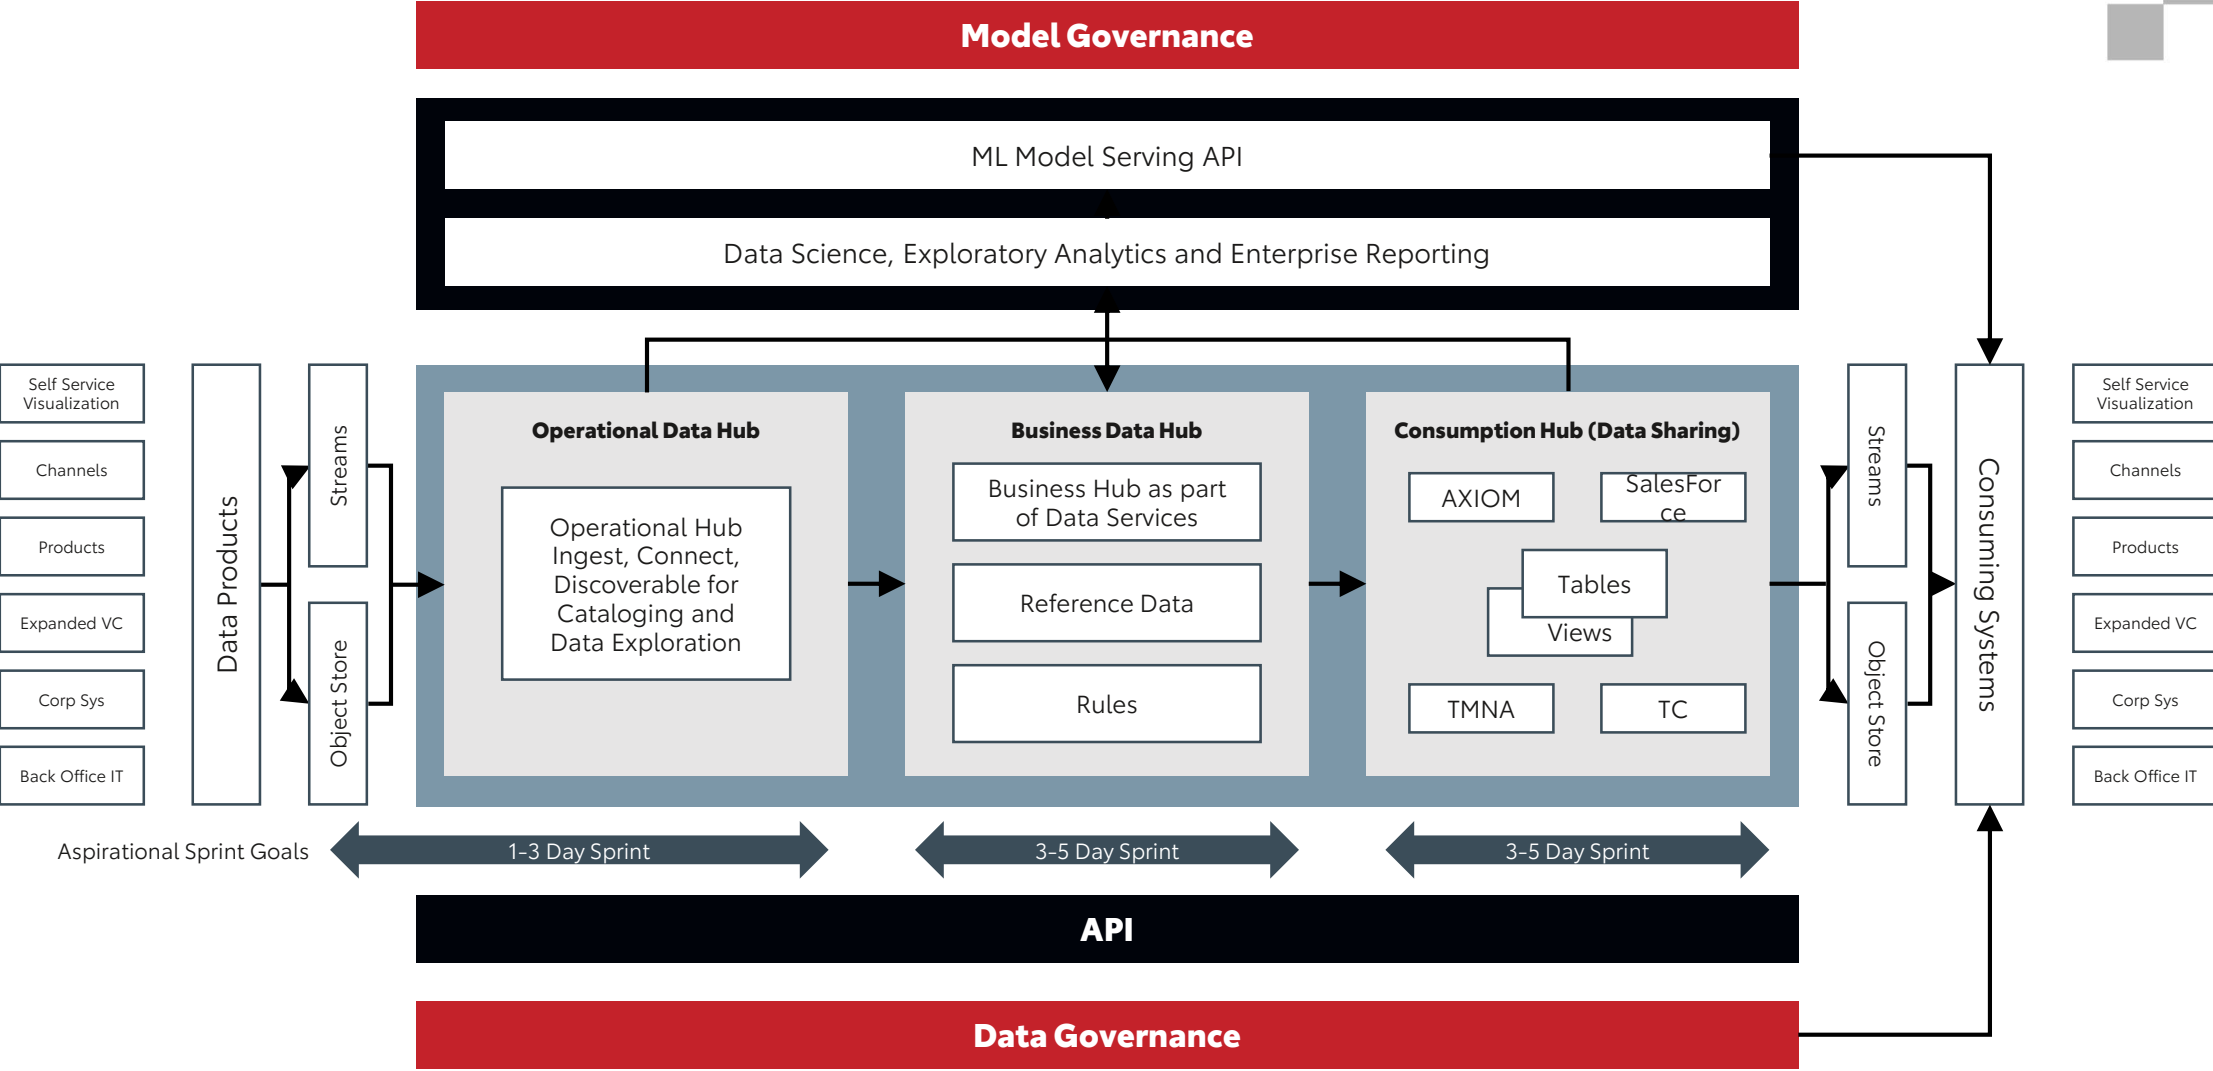 Model Governance
ML Model Serving API
Data Science, Exploratory Analytics and Enterprise Reporting
Self Service
Visualization
Channels
Products
Expanded VC
Corp Sys
Back Office IT
Data Products
Streams
Object Store
Operational Data Hub
Operational Hub
Ingest, Connect,
Discoverable for
Cataloging and
Data Exploration
Business Data Hub
Business Hub as part
of Data Services
Reference Data
Rules
Consumption Hub (Data Sharing)
AXIOM
SalesFor
ce
Tables
Views
TMNA
TC
Streams
Object Store
Consuming Systems
Self Service
Visualization
Channels
Products
Expanded VC
Corp Sys
Back Office IT
Aspirational Sprint Goals
1-3 Day Sprint
3-5 Day Sprint
3-5 Day Sprint
API
Data Governance